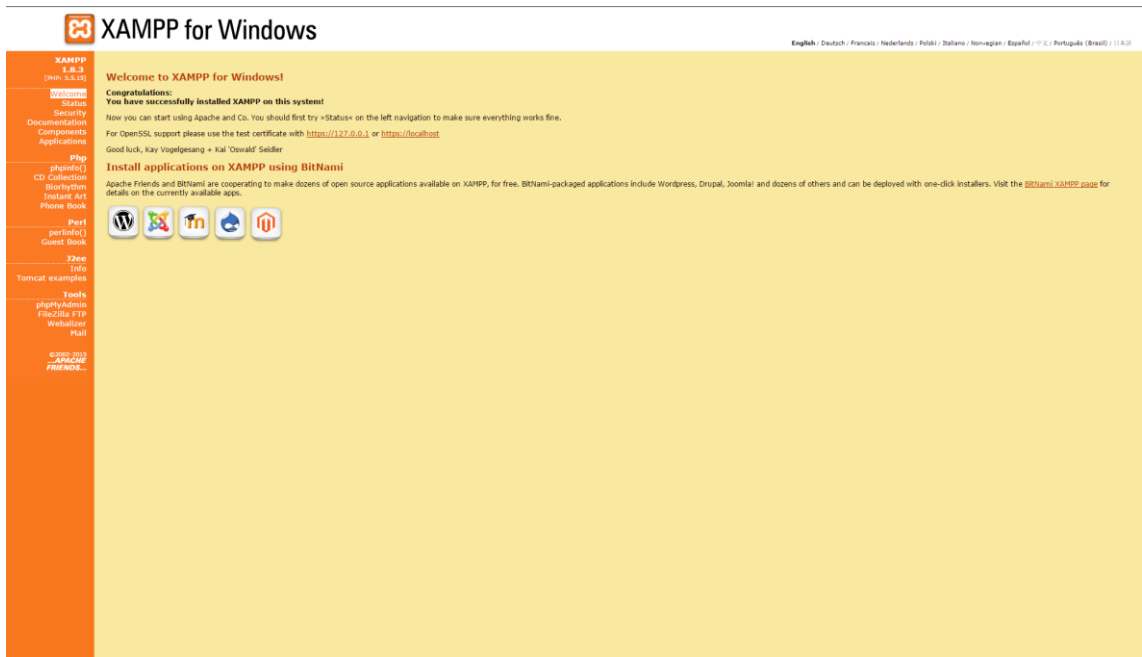 XAMPP for Windows
English / Deutsch / Francais / Nederlands / Polski / Italiano / Norwegian / Español / 中文 / Português (Brasil) / 日本語
XAMPP
1.8.3
[PHP: 5.5.15]
Welcome
Status
Security
Documentation
Components
Applications
Php
phpinfo()
CD Collection
Biorhythm
Instant Art
Phone Book
Perl
perlinfo()
Guest Book
J2ee
Info
Tomcat examples
Tools
phpMyAdmin
FileZilla FTP
Webalizer
Mail
©2002-2013
...APACHE
FRIENDS...
Welcome to XAMPP for Windows!
Congratulations:
You have successfully installed XAMPP on this system!
Now you can start using Apache and Co. You should first try »Status« on the left navigation to make sure everything works fine.
For OpenSSL support please use the test certificate with https://127.0.0.1 or https://localhost
Good luck, Kay Vogelgesang + Kai 'Oswald' Seidler
Install applications on XAMPP using BitNami
Apache Friends and BitNami are cooperating to make dozens of open source applications available on XAMPP, for free. BitNami-packaged applications include Wordpress, Drupal, Joomla! and dozens of others and can be deployed with one-click installers. Visit the BitNami XAMPP page for
details on the currently available apps.